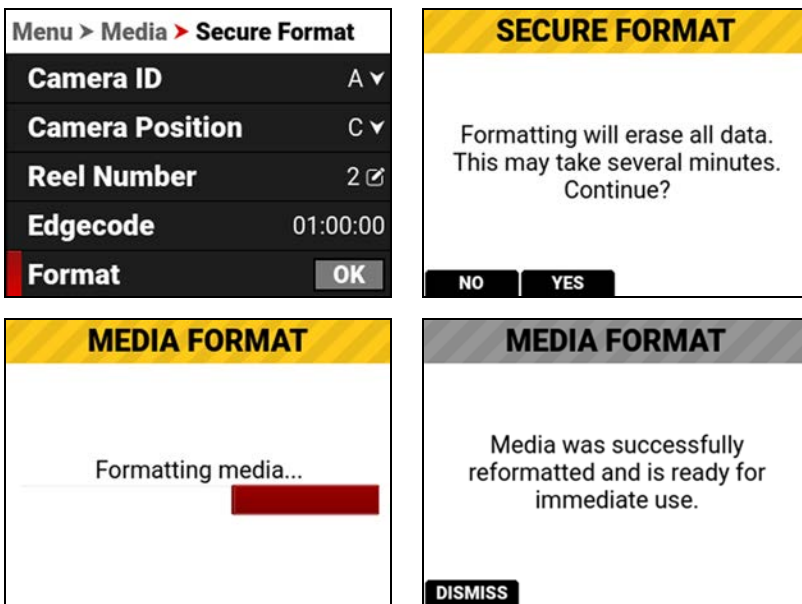 Menu > Media > Secure Format
Camera ID A
Camera Position C
Reel Number 2
Edgecode 01:00:00
Format OK
SECURE FORMAT
Formatting will erase all data.
This may take several minutes.
Continue?
NO YES
MEDIA FORMAT
Formatting media...
MEDIA FORMAT
Media was successfully
reformatted and is ready for
immediate use.
DISMISS